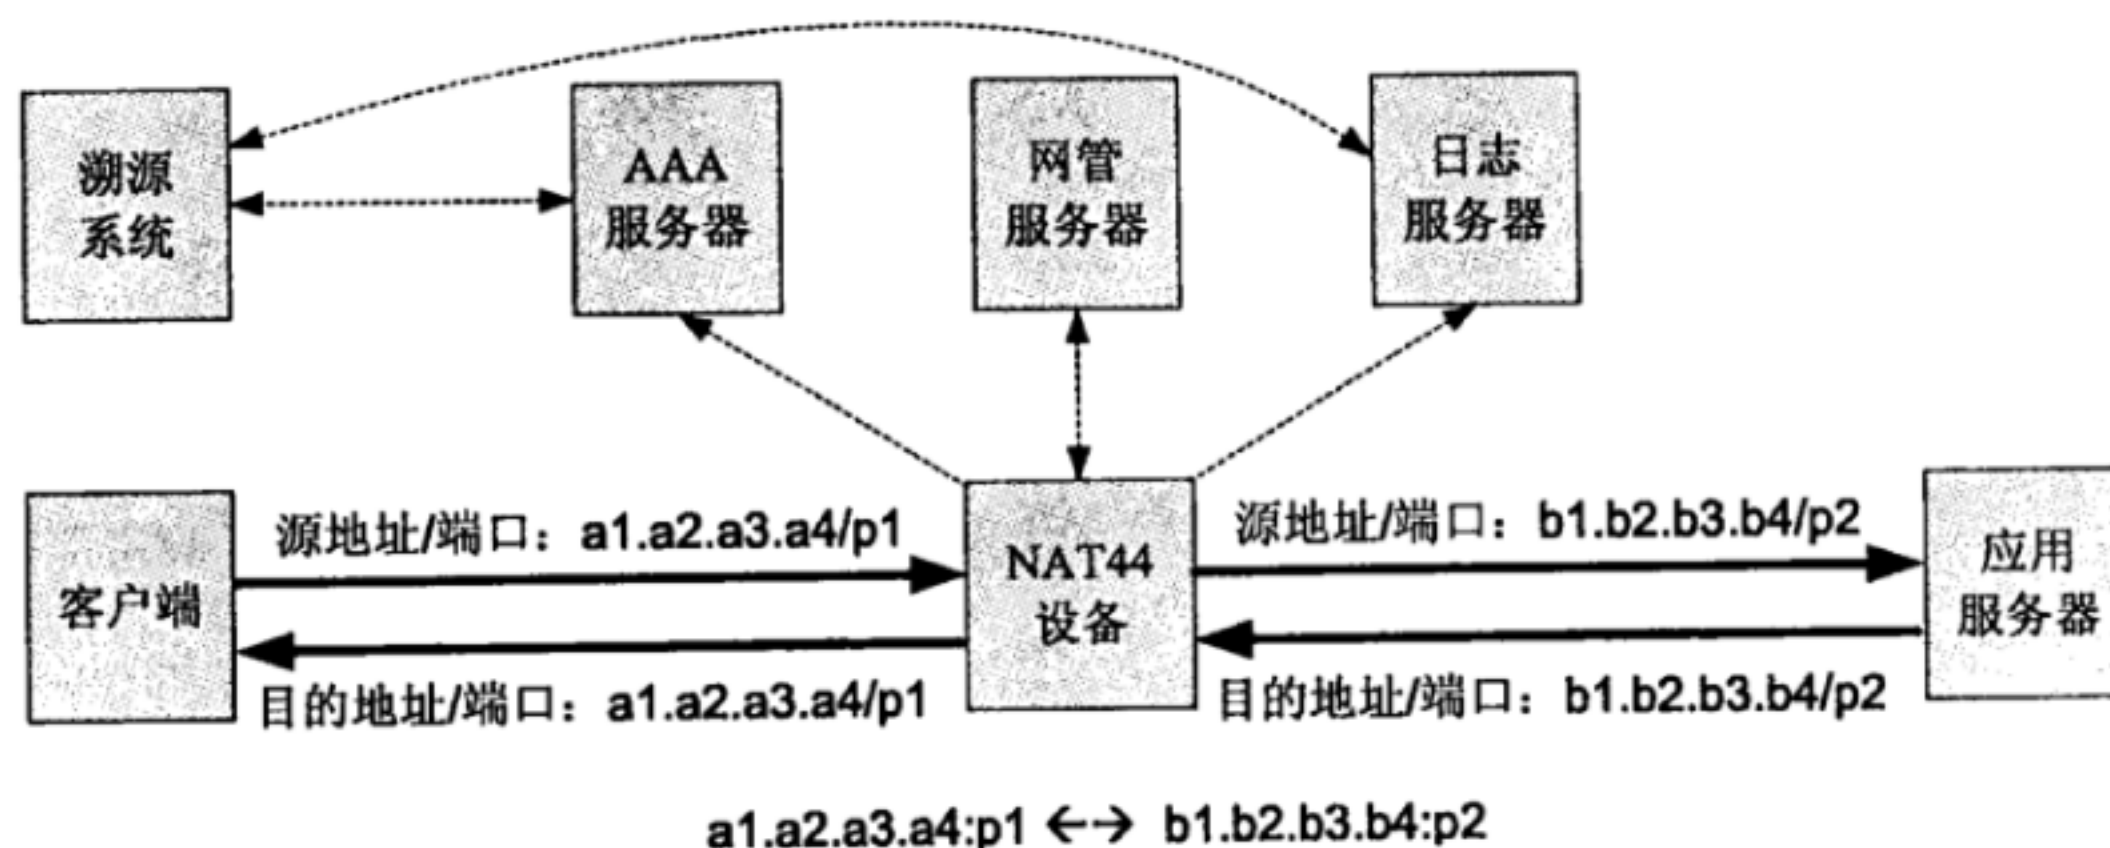 溯源
系统
AAA
服务器
网管
服务器
日志
服务器
客户端
源地址/端口：a1.a2.a3.a4/p1
目的地址/端口：a1.a2.a3.a4/p1
NAT44
设备
源地址/端口：b1.b2.b3.b4/p2
目的地址/端口：b1.b2.b3.b4/p2
应用
服务器
a1.a2.a3.a4:p1 ←→ b1.b2.b3.b4:p2